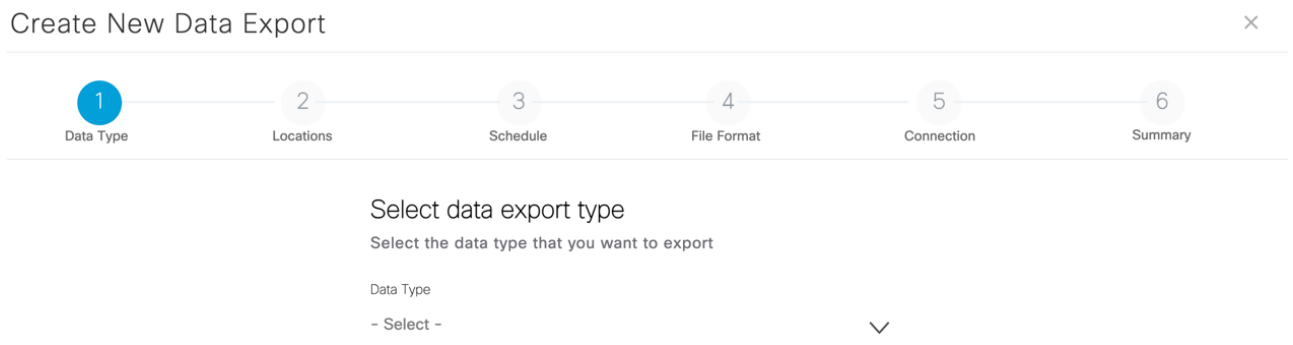 Create New Data Export
1 2 3 4 5 6
Data Type Locations Schedule File Format Connection Summary
Select data export type
Select the data type that you want to export
Data Type
- Select -